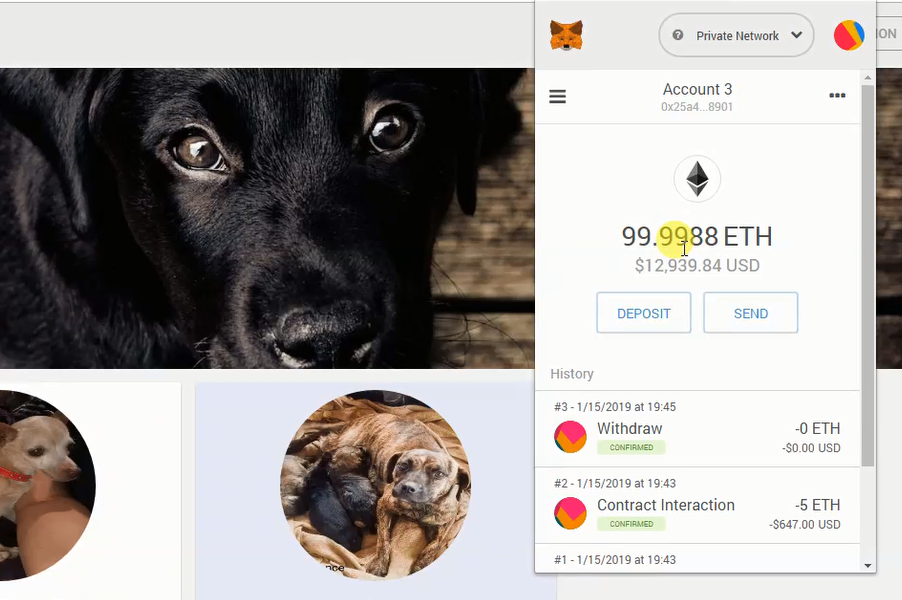 Private Network
ION
Account 3
0x25a4...8901
99.9988 ETH
$12,939.84 USD
DEPOSIT
SEND
History
#3 - 1/15/2019 at 19:45
Withdraw
-0 ETH
CONFIRMED
-$0.00 USD
#2 - 1/15/2019 at 19:43
Contract Interaction
-5 ETH
CONFIRMED
-$647.00 USD
#1 - 1/15/2019 at 19:43
nce